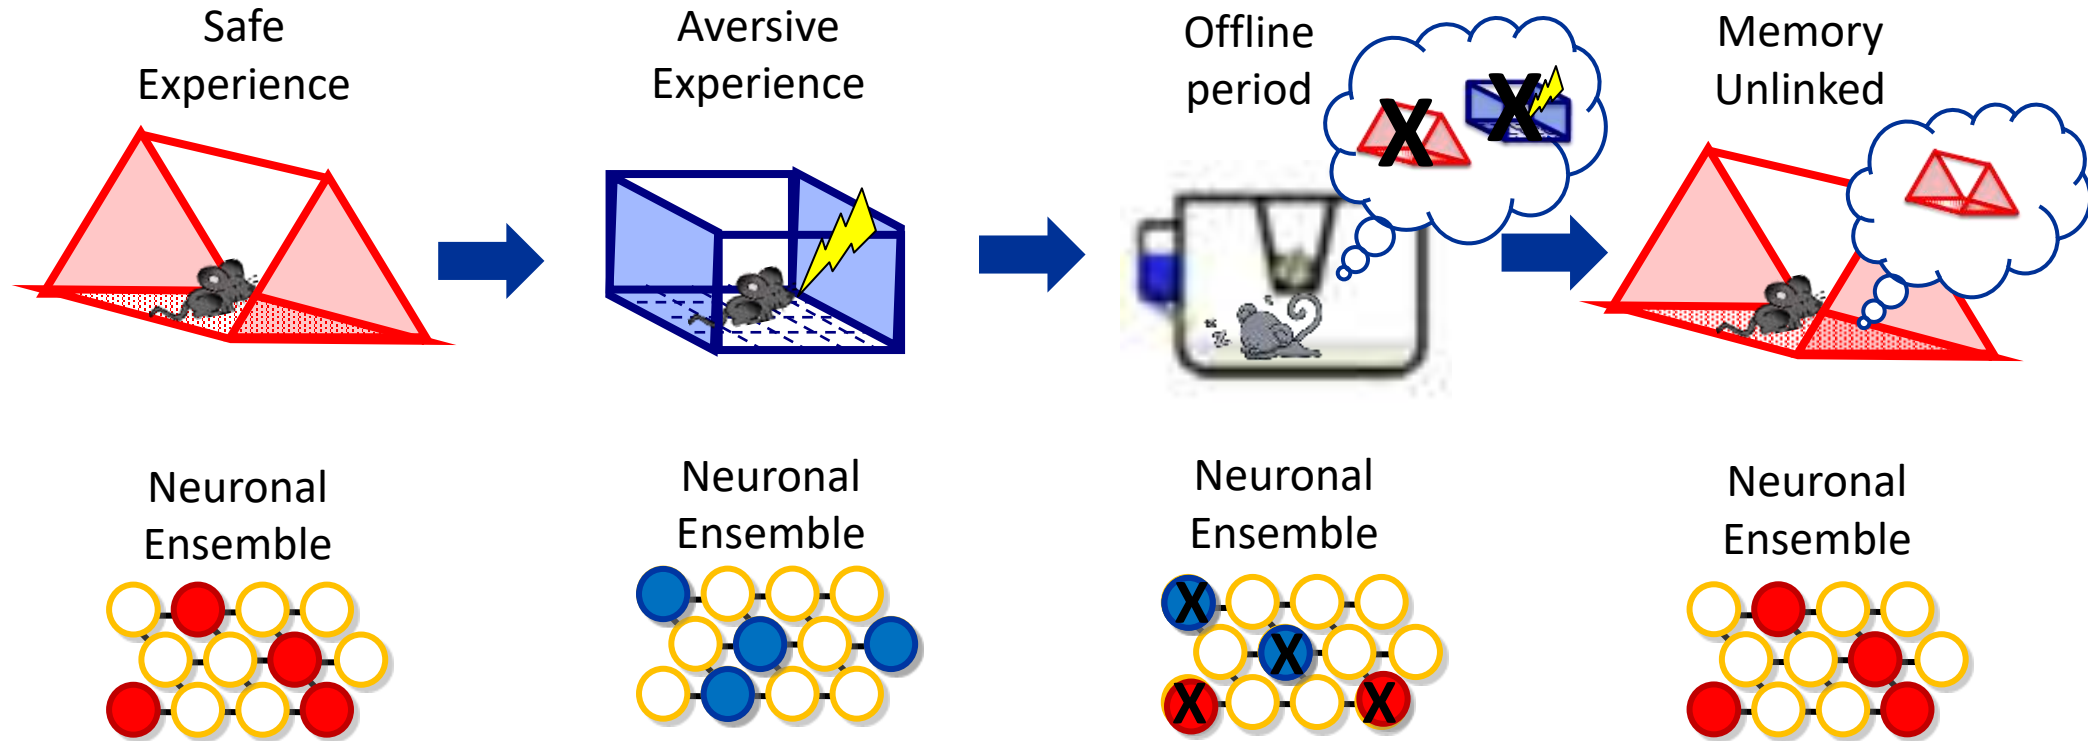 Safe
Experience
Aversive
Experience
Offline
period
X
X
Memory
Unlinked
Neuronal
Ensemble
Neuronal
Ensemble
Neuronal
Ensemble
X
X
X
X
Neuronal
Ensemble